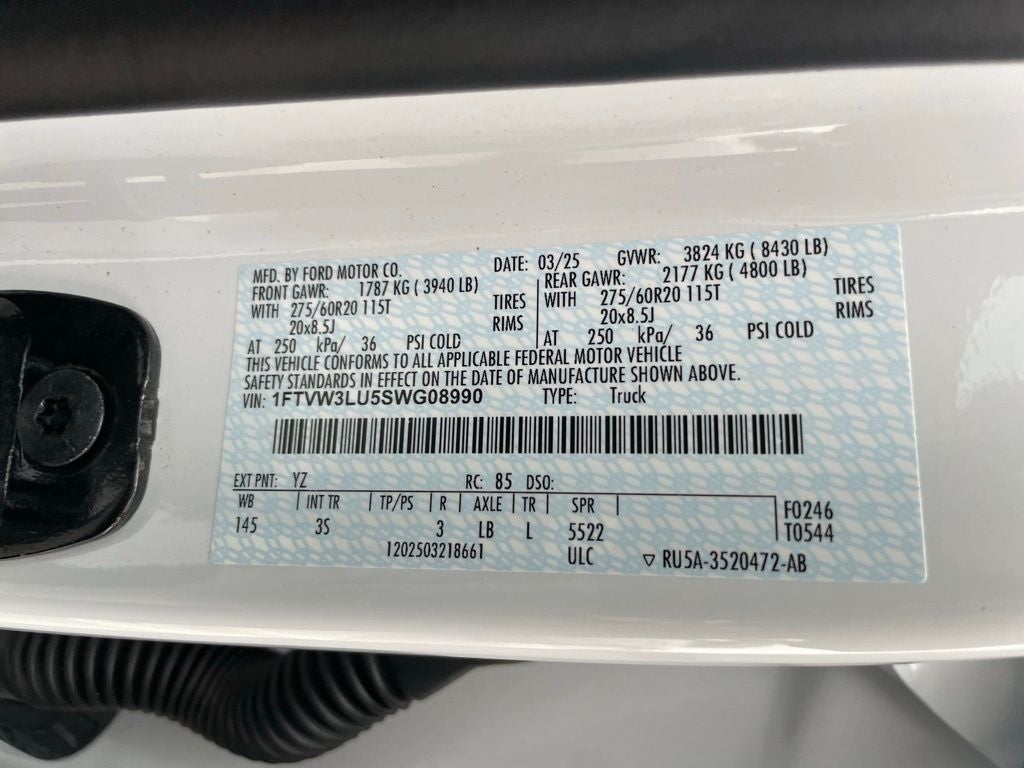 MFD. BY FORD MOTOR CO. DATE: 03/25 GVWR: 3824 KG ( 8430 LB)
FRONT GAWR: 1787 KG ( 3940 LB) REAR GAWR: 2177 KG ( 4800 LB)
WITH 275/60R20 115T TIRES WITH 275/60R20 115T TIRES
20x8.5J RIMS 20x8.5J RIMS
AT 250 kPa/ 36 PSI COLD AT 250 kPa/ 36 PSI COLD
THIS VEHICLE CONFORMS TO ALL APPLICABLE FEDERAL MOTOR VEHICLE
SAFETY STANDARDS IN EFFECT ON THE DATE OF MANUFACTURE SHOWN ABOVE.
VIN: 1FTVW3LU5SWG08990 TYPE: Truck
EXT PNT: YZ RC: 85 DSO:
WB INT TR TP/PS R AXLE TR SPR F0246
145 3S 3 LB L 5522 T0544
1202503218661 ULC RU5A-3520472-AB